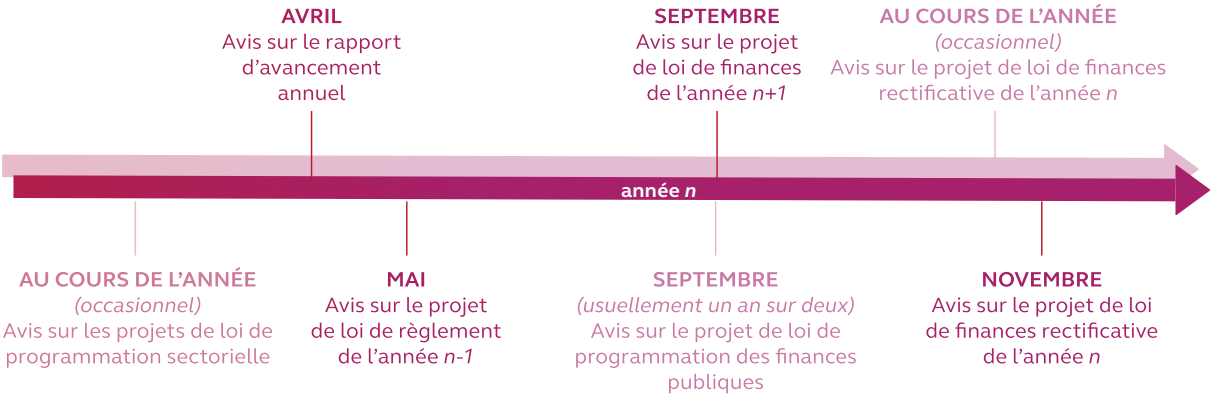 AVRIL
Avis sur le rapport
d’avancement
annuel
SEPTEMBRE
Avis sur le projet
de loi de finances
de l’année n+1
AU COURS DE L’ANNÉE
(occasionnel)
Avis sur le projet de loi de finances
rectificative de l’année n
année n
AU COURS DE L’ANNÉE
(occasionnel)
Avis sur les projets de loi de
programmation sectorielle
MAI
Avis sur le projet
de loi de règlement
de l’année n-1
SEPTEMBRE
(usuellement un an sur deux)
Avis sur le projet de loi de
programmation des finances
publiques
NOVEMBRE
Avis sur le projet de loi
de finances rectificative
de l’année n